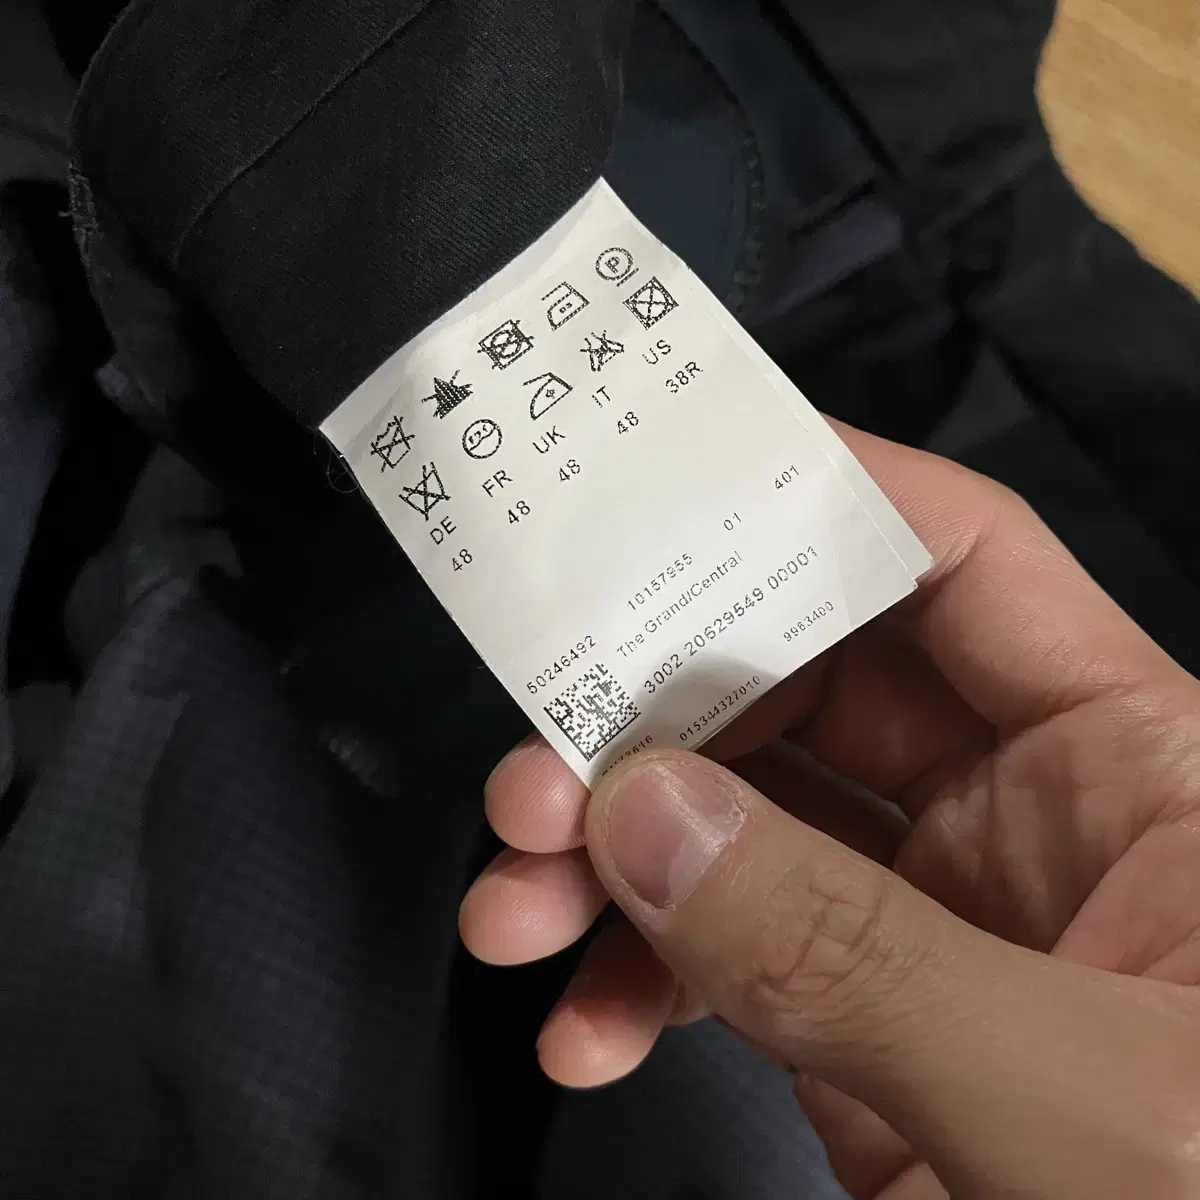 DE FR UK IT US
48 48 48 48 38R
10157955 01 401
The Grand/Central
50246492
3002 20629549 00001
015344327010 9963400